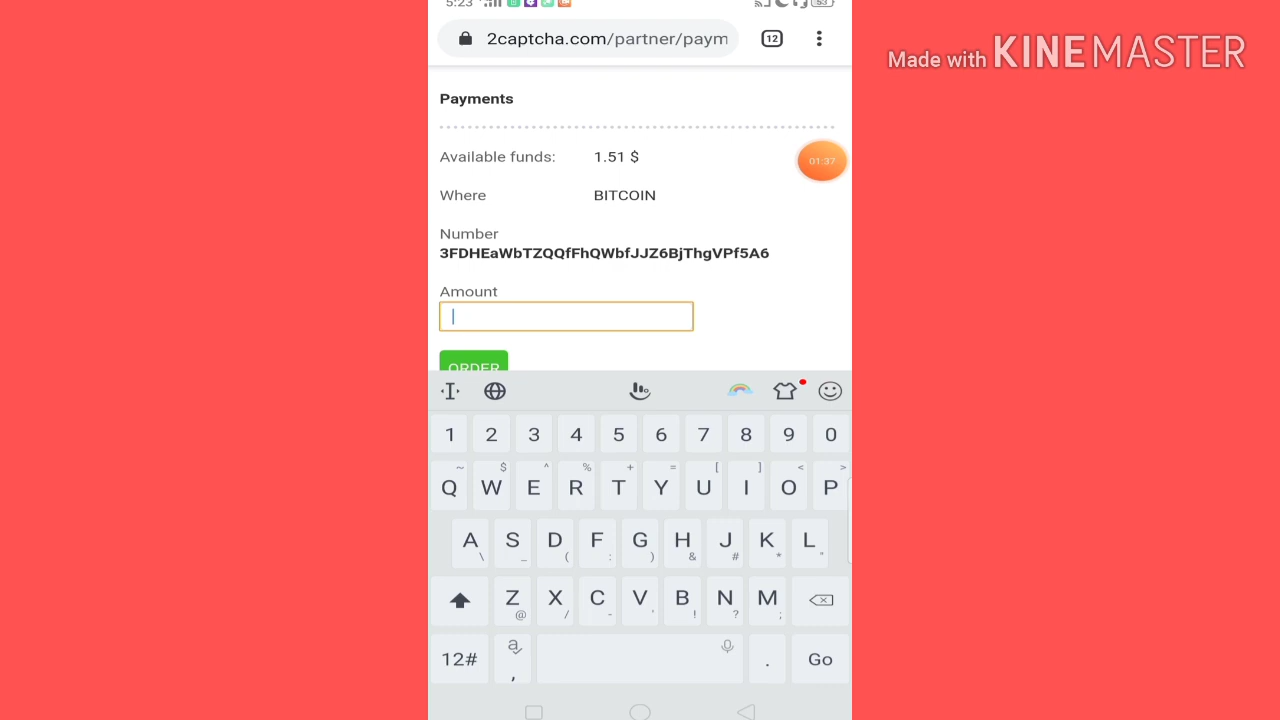 5:23
53
2captcha.com/partner/paym
12
Made with KINEMASTER
Payments
Available funds: 1.51 $
01:37
Where BITCOIN
Number
3FDHEaWbTZQQfFhQWbfJJZ6BjThgVPf5A6
Amount
ORDER
1 2 3 4 5 6 7 8 9 0
~ $ ^ % + = [ ] < >
Q W E R T Y U I O P
A S D F G H J K L
\ _ ( : ) & # * "
Z X C V B N M
@ / - ' ! ? ;
12# a , . Go